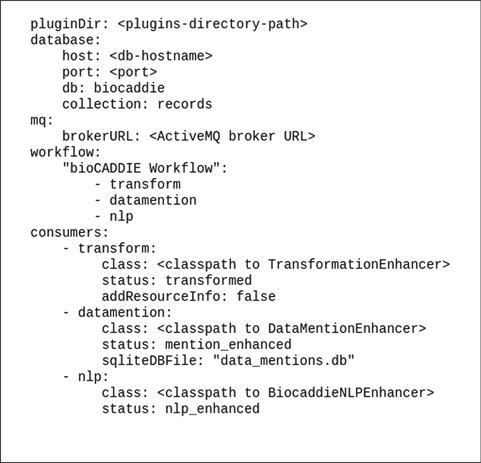 pluginDir: <plugins-directory-path>
database:
    host: <db-hostname>
    port: <port>
    db: biocaddie
    collection: records
mq:
    brokerURL: <ActiveMQ broker URL>
workflow:
    "bioCADDIE Workflow":
        - transform
        - datamention
        - nlp
consumers:
    - transform:
         class: <classpath to TransformationEnhancer>
         status: transformed
         addResourceInfo: false
    - datamention:
         class: <classpath to DataMentionEnhancer>
         status: mention_enhanced
         sqliteDBFile: "data_mentions.db"
    - nlp:
         class: <classpath to BiocaddieNLPEnhancer>
         status: nlp_enhanced